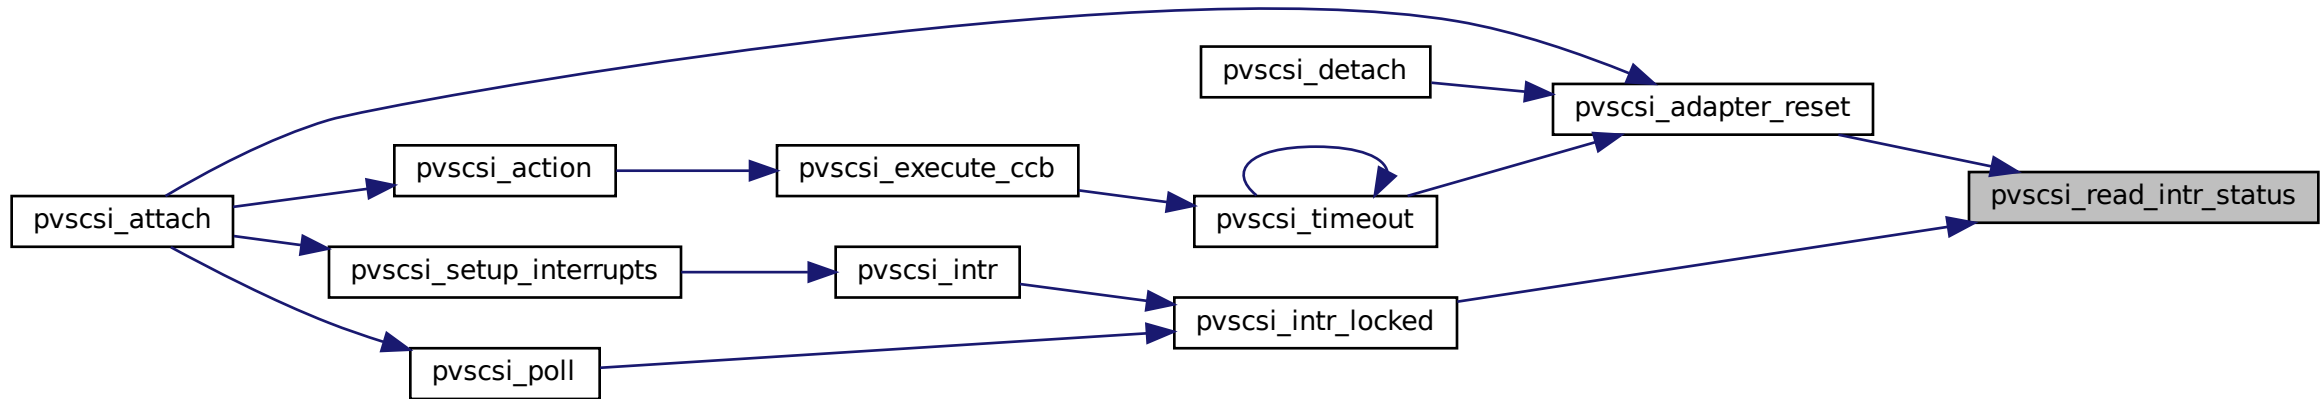 pvscsi_detach
pvscsi_adapter_reset
pvscsi_action
pvscsi_execute_ccb
pvscsi_read_intr_status
pvscsi_attach
pvscsi_timeout
pvscsi_setup_interrupts
pvscsi_intr
pvscsi_intr_locked
pvscsi_poll